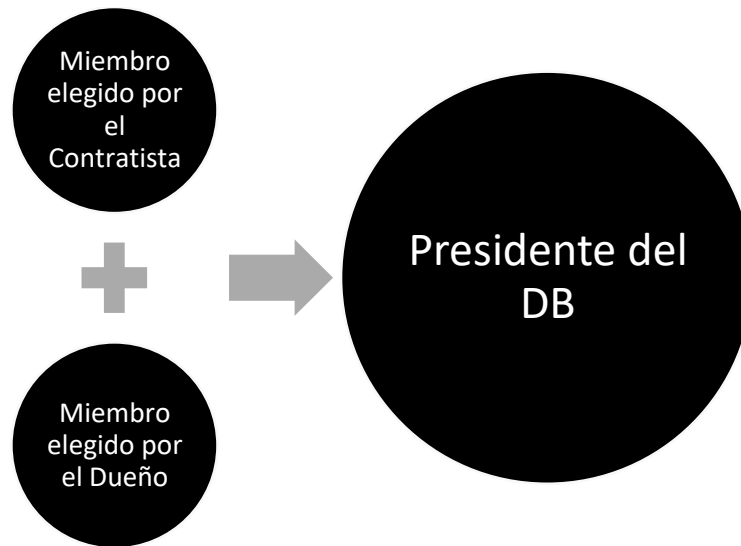 Miembro
elegido por
el
Contratista
Miembro
elegido por
el Dueño
Presidente del
DB